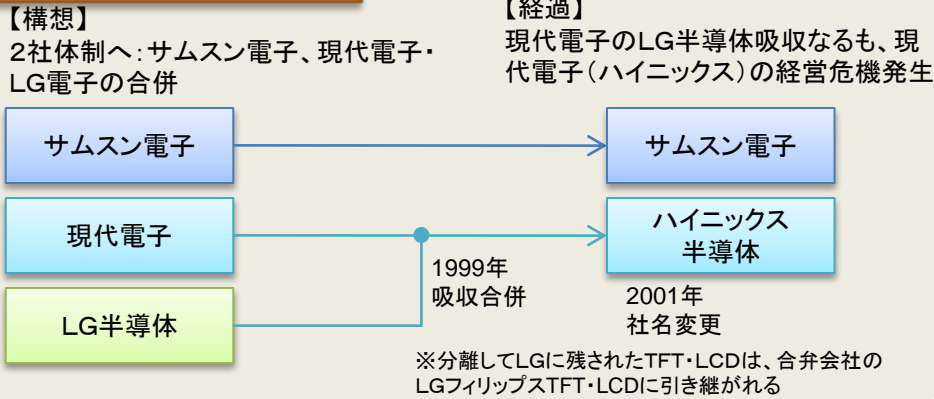 【構想】
2社体制へ：サムスン電子、現代電子・
LG電子の合併
【経過】
現代電子のLG半導体吸収なるも、現
代電子（ハイニックス）の経営危機発生
サムスン電子
サムスン電子
現代電子
ハイニックス
半導体
1999年
吸収合併
LG半導体
2001年
社名変更
※分離してLGに残されたTFT・LCDは、合弁会社の
LGフィリップスTFT・LCDに引き継がれる